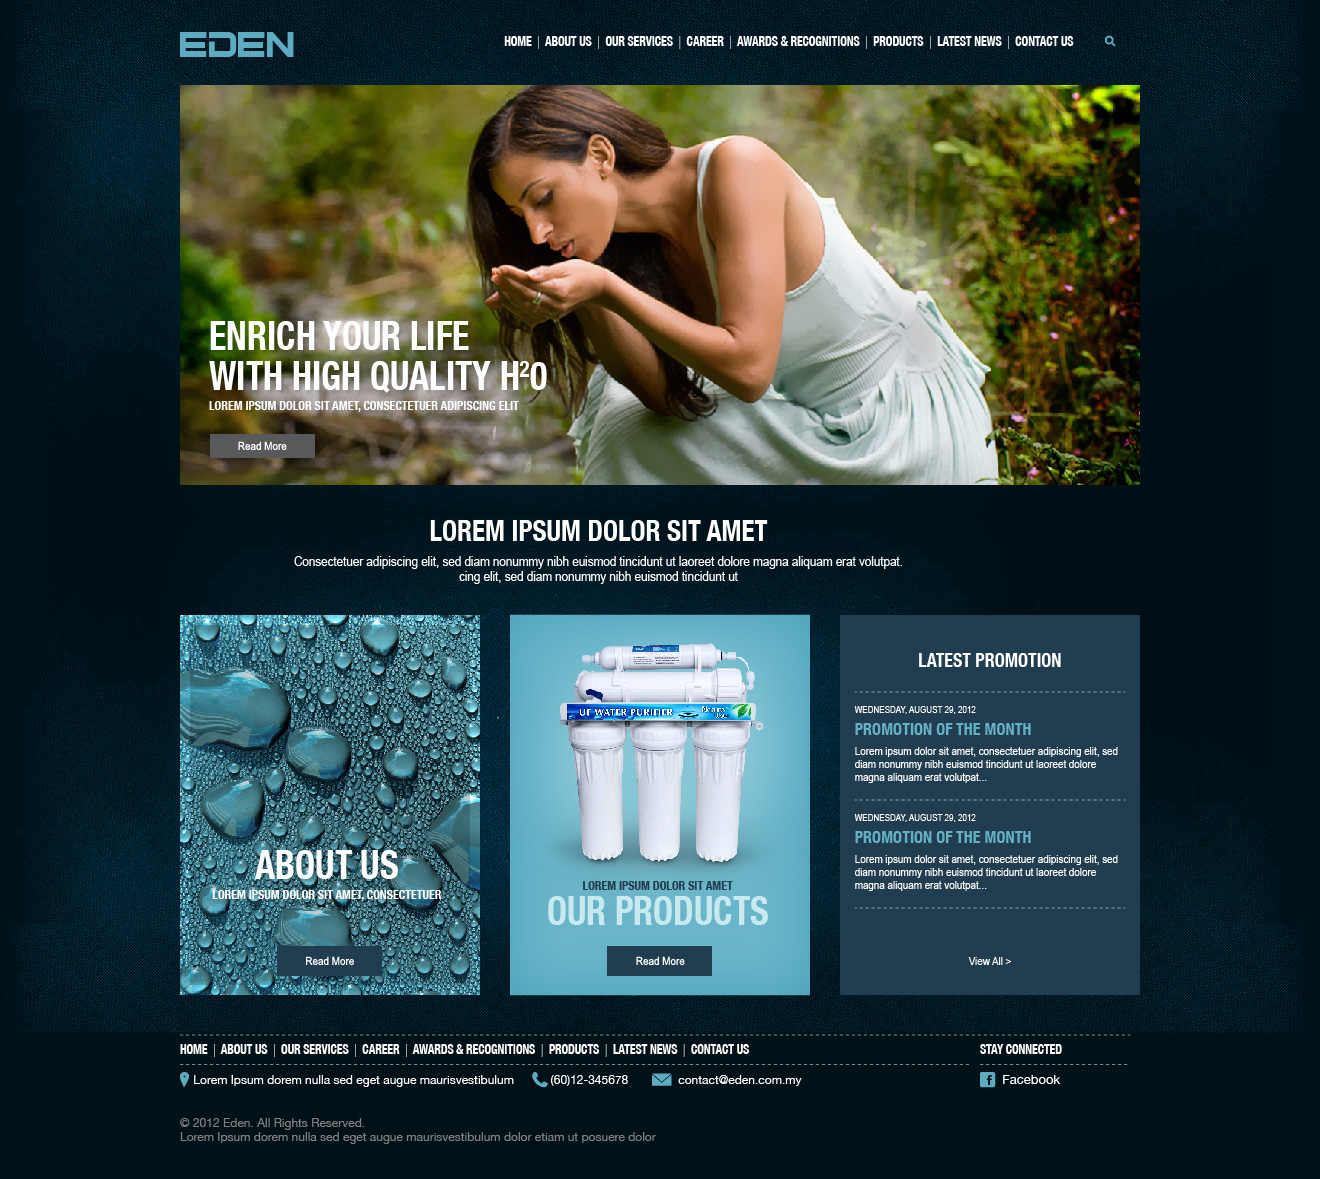 EDEN
HOME | ABOUT US | OUR SERVICES | CAREER | AWARDS & RECOGNITIONS | PRODUCTS | LATEST NEWS | CONTACT US
ENRICH YOUR LIFE
WITH HIGH QUALITY H²O
LOREM IPSUM DOLOR SIT AMET, CONSECTETUER ADIPISCING ELIT
Read More
LOREM IPSUM DOLOR SIT AMET
Consectetuer adipiscing elit, sed diam nonummy nibh euismod tincidunt ut laoreet dolore magna aliquam erat volutpat.
cing elit, sed diam nonummy nibh euismod tincidunt ut
ABOUT US
LOREM IPSUM DOLOR SIT AMET, CONSECTETUER
Read More
UF WATER PURIFIER
LOREM IPSUM DOLOR SIT AMET
OUR PRODUCTS
Read More
LATEST PROMOTION
WEDNESDAY, AUGUST 29, 2012
PROMOTION OF THE MONTH
Lorem ipsum dolor sit amet, consectetuer adipiscing elit, sed
diam nonummy nibh euismod tincidunt ut laoreet dolore
magna aliquam erat volutpat...
WEDNESDAY, AUGUST 29, 2012
PROMOTION OF THE MONTH
Lorem ipsum dolor sit amet, consectetuer adipiscing elit, sed
diam nonummy nibh euismod tincidunt ut laoreet dolore
magna aliquam erat volutpat...
View All >
HOME | ABOUT US | OUR SERVICES | CAREER | AWARDS & RECOGNITIONS | PRODUCTS | LATEST NEWS | CONTACT US
STAY CONNECTED
Lorem Ipsum dorem nulla sed eget augue maurisvestibulum
(60)12-345678
contact@eden.com.my
Facebook
© 2012 Eden. All Rights Reserved.
Lorem Ipsum dorem nulla sed eget augue maurisvestibulum dolor etiam ut posuere dolor